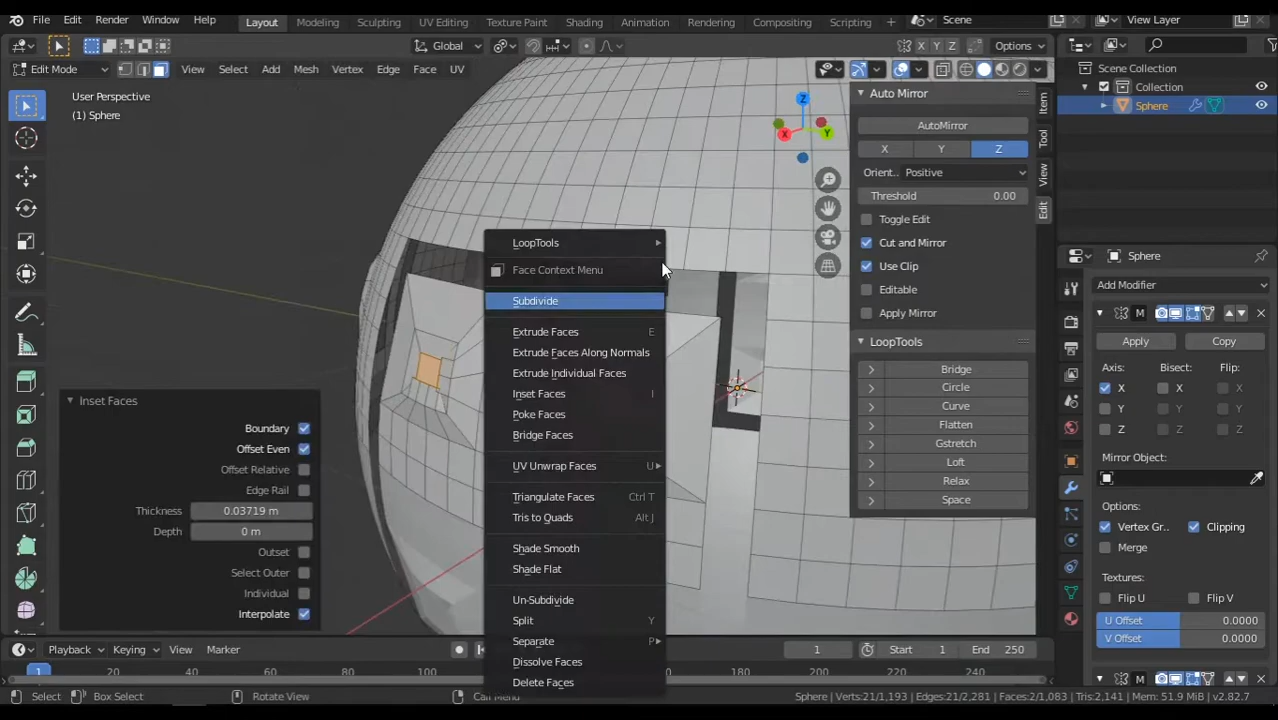 File Edit Render Window Help Layout Modeling Sculpting UV Editing Texture Paint Shading Animation Rendering Compositing Scripting + Scene View Layer
Global X Y Z Options
Edit Mode View Select Add Mesh Vertex Edge Face UV
User Perspective
(1) Sphere
Z
X
Y
Auto Mirror
AutoMirror
X Y Z
Orient.. Positive
Threshold 0.00
Toggle Edit
Cut and Mirror
Use Clip
Editable
Apply Mirror
LoopTools
Bridge
Circle
Curve
Flatten
Gstretch
Loft
Relax
Space
Item
Tool
View
Edit
LoopTools
Face Context Menu
Subdivide
Extrude Faces E
Extrude Faces Along Normals
Extrude Individual Faces
Inset Faces I
Poke Faces
Bridge Faces
UV Unwrap Faces U
Triangulate Faces Ctrl T
Tris to Quads Alt J
Shade Smooth
Shade Flat
Un-Subdivide
Split Y
Separate P
Dissolve Faces
Delete Faces
Inset Faces
Boundary
Offset Even
Offset Relative
Edge Rail
Thickness 0.03719 m
Depth 0 m
Outset
Select Outer
Individual
Interpolate
Scene Collection
Collection
Sphere
Sphere
Add Modifier
M
Apply Copy
Axis: Bisect: Flip:
X X X
Y Y Y
Z Z Z
Mirror Object:
Options:
Vertex Gr.. Clipping
Merge
Textures:
Flip U Flip V
U Offset 0.0000
V Offset 0.0000
M
Playback Keying View Marker 1 Start 1 End 250
1 20 40 60 80 100 180 200 220 240
Select Box Select Rotate View Call Menu Sphere | Verts:21/1,193 | Edges:21/2,281 | Faces:2/1,083 | Tris:2,141 | Mem: 51.9 MiB | v2.82.7